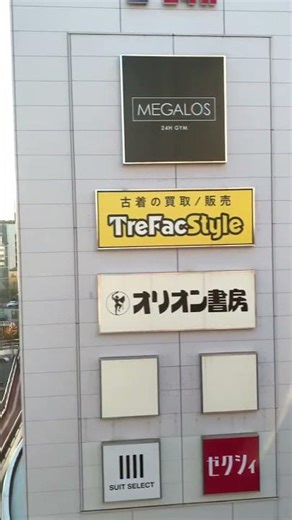 MEGALOS
24H GYM
古着の買取/販売
TreFacStyle
オリオン書房
SUIT SELECT
ゼクシィ